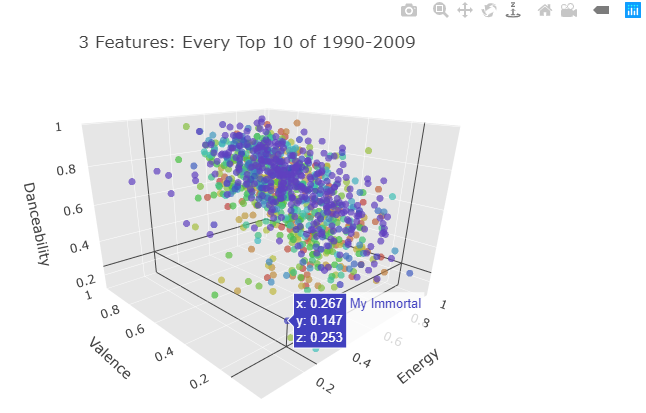 z
3 Features: Every Top 10 of 1990-2009
1
0.8
0.6
0.4
0.2
Danceability
1
0.8
0.6
0.4
0.2
Valence
x: 0.267
y: 0.147
z: 0.253
My Immortal
1
0.8
0.6
0.4
0.2
Energy